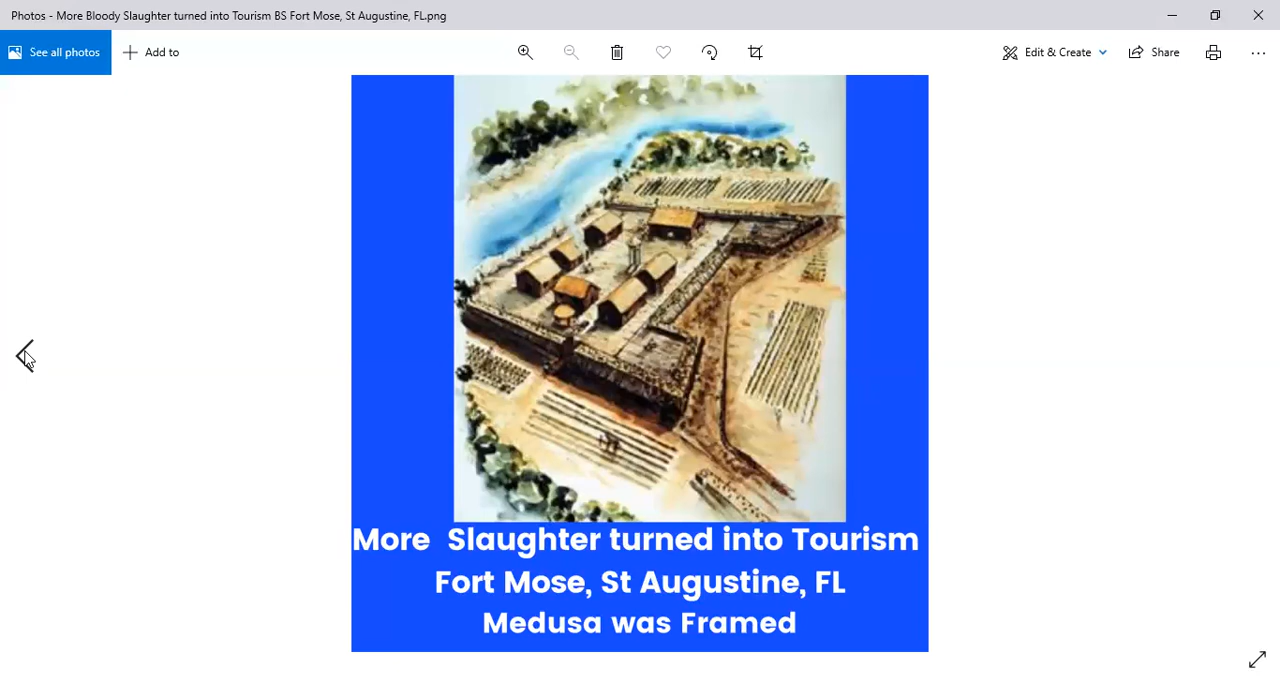 Photos - More Bloody Slaughter turned into Tourism BS Fort Mose, St Augustine, FL.png
See all photos
Add to
Edit & Create
Share
More Slaughter turned into Tourism
Fort Mose, St Augustine, FL
Medusa was Framed